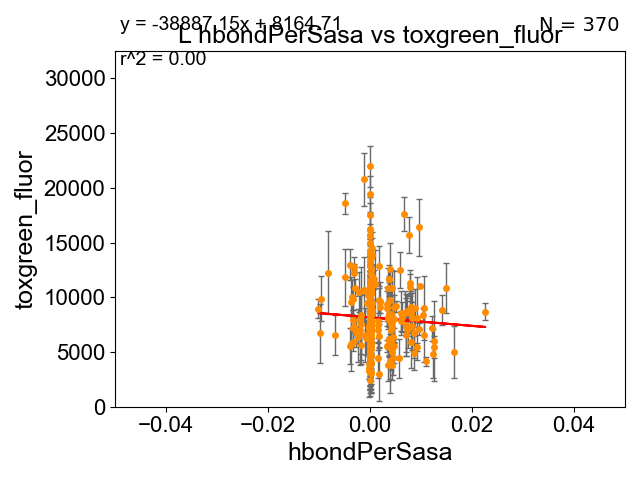 y = -38887.15x + 8164.71
N = 370
L hbondPerSasa vs toxgreen_fluor
r^2 = 0.00
toxgreen_fluor
30000
25000
20000
15000
10000
5000
0
−0.04
−0.02
0.00
0.02
0.04
hbondPerSasa